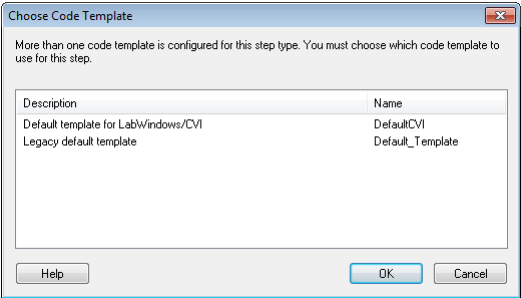 Choose Code Template
More than one code template is configured for this step type. You must choose which code template to
use for this step.
Description Name
Default template for LabWindows/CVI DefaultCVI
Legacy default template Default_Template
Help OK Cancel